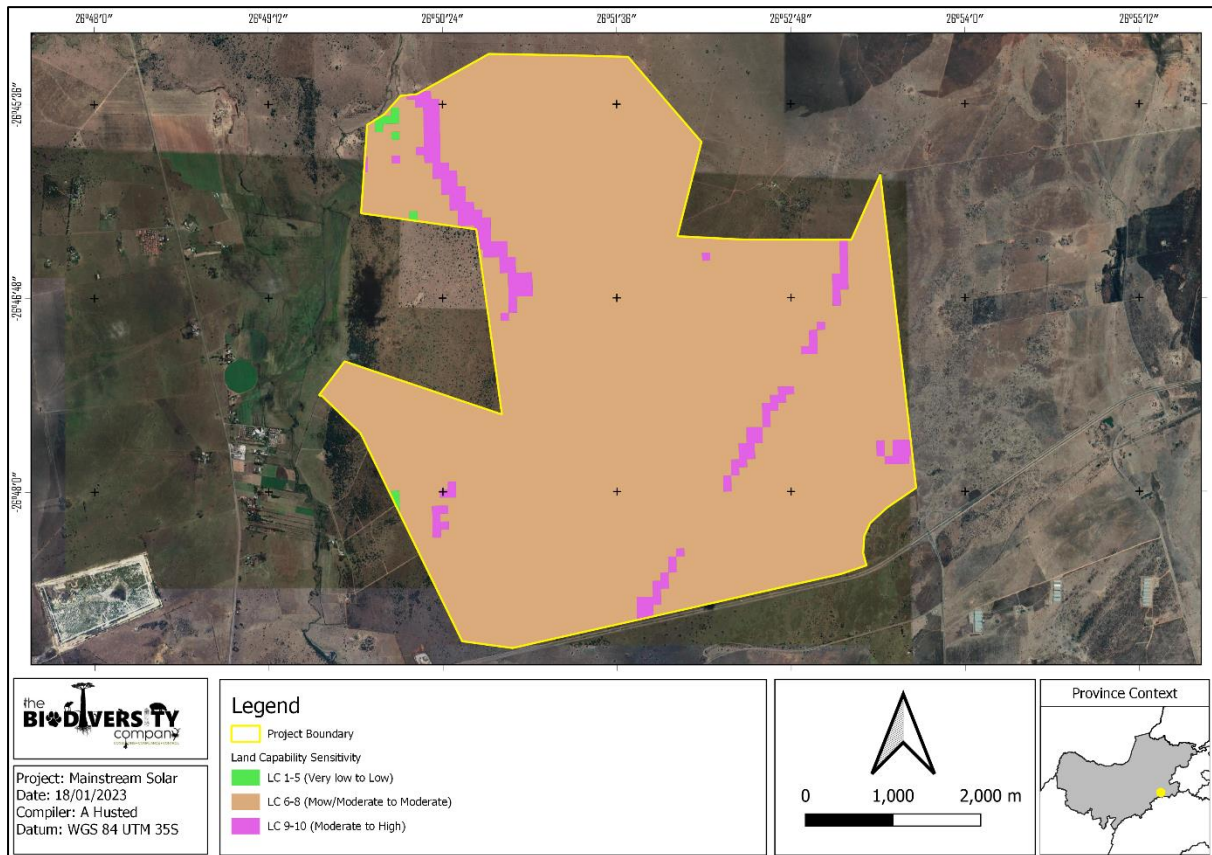 26°48'0" 26°49'12" 26°50'24" 26°51'36" 26°52'48" 26°54'0" 26°55'12"
-26°45'36"
-26°46'48"
-26°48'0"
the
BIODIVERSITY
company
Project: Mainstream Solar
Date: 18/01/2023
Compiler: A Husted
Datum: WGS 84 UTM 35S
Legend
Project Boundary
Land Capability Sensitivity
LC 1-5 (Very low to Low)
LC 6-8 (Mow/Moderate to Moderate)
LC 9-10 (Moderate to High)
0 1,000 2,000 m
Province Context